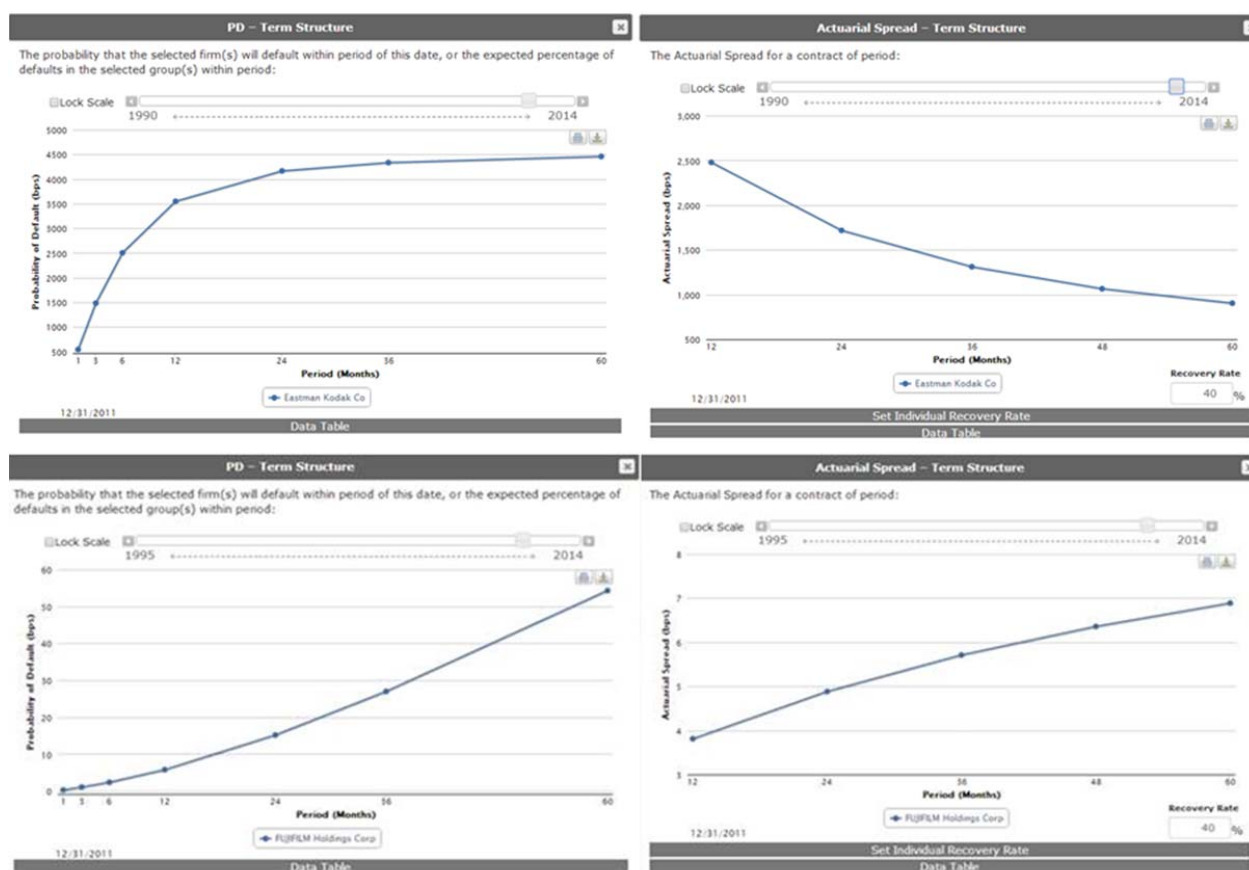 PD – Term Structure
The probability that the selected firm(s) will default within period of this date, or the expected percentage of
defaults in the selected group(s) within period:
Lock Scale
1990
2014
5000
4500
4000
3500
3000
2500
2000
1500
1000
500
Probability of Default (bps)
1 3 6 12 24 36 60
Period (Months)
Eastman Kodak Co
12/31/2011
Data Table
Actuarial Spread – Term Structure
The Actuarial Spread for a contract of period:
Lock Scale
1990
2014
3,000
2,500
2,000
1,500
1,000
500
Actuarial Spread (bps)
12 24 36 48 60
Period (Months)
Eastman Kodak Co
Recovery Rate
40 %
12/31/2011
Set Individual Recovery Rate
Data Table
PD – Term Structure
The probability that the selected firm(s) will default within period of this date, or the expected percentage of
defaults in the selected group(s) within period:
Lock Scale
1995
2014
60
50
40
30
20
10
0
Probability of Default (bps)
1 3 6 12 24 36 60
Period (Months)
FUJIFILM Holdings Corp
12/31/2011
Data Table
Actuarial Spread – Term Structure
The Actuarial Spread for a contract of period:
Lock Scale
1995
2014
8
7
6
5
4
3
Actuarial Spread (bps)
12 24 36 48 60
Period (Months)
FUJIFILM Holdings Corp
Recovery Rate
40 %
12/31/2011
Set Individual Recovery Rate
Data Table